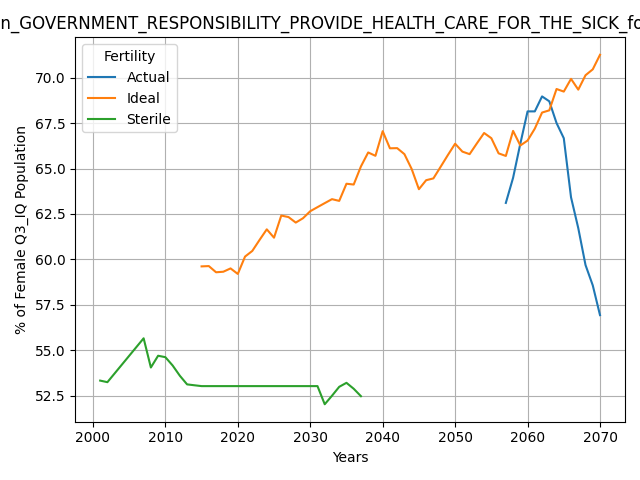 n_GOVERNMENT_RESPONSIBILITY_PROVIDE_HEALTH_CARE_FOR_THE_SICK_fo
Fertility
Actual
Ideal
Sterile
% of Female Q3_IQ Population
70.0
67.5
65.0
62.5
60.0
57.5
55.0
52.5
2000 2010 2020 2030 2040 2050 2060 2070
Years